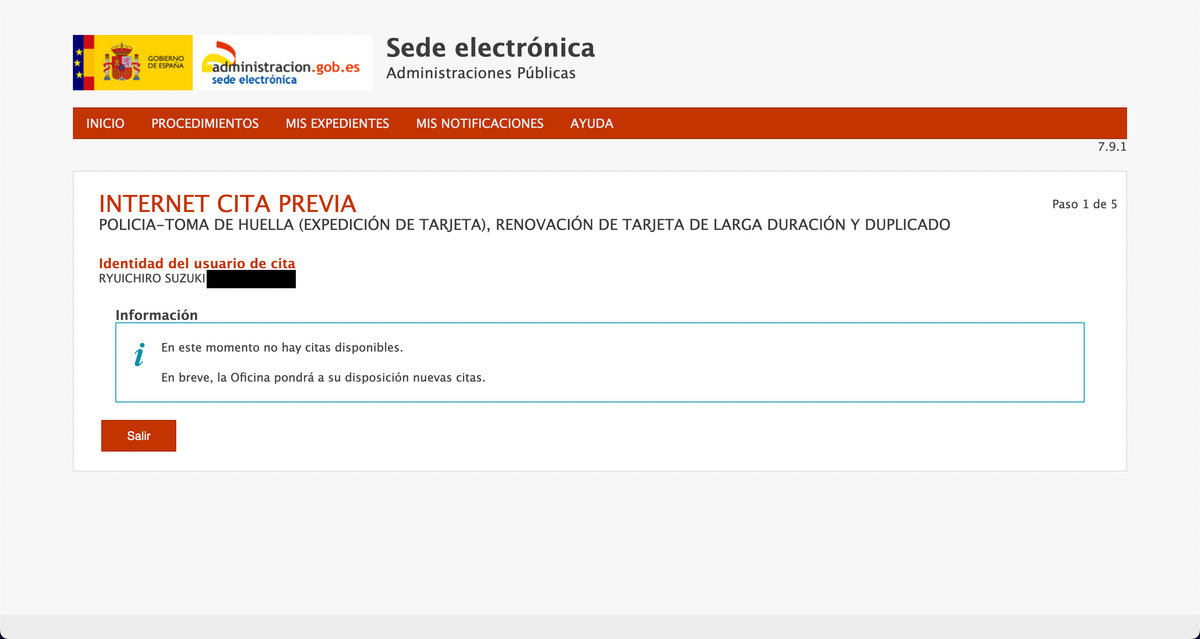 GOBIERNO
DE ESPAÑA
administracion.gob.es
sede electrónica
Sede electrónica
Administraciones Públicas
INICIO PROCEDIMIENTOS MIS EXPEDIENTES MIS NOTIFICACIONES AYUDA
7.9.1
INTERNET CITA PREVIA
Paso 1 de 5
POLICIA-TOMA DE HUELLA (EXPEDICIÓN DE TARJETA), RENOVACIÓN DE TARJETA DE LARGA DURACIÓN Y DUPLICADO
Identidad del usuario de cita
RYUICHIRO SUZUKI
Información
En este momento no hay citas disponibles.
En breve, la Oficina pondrá a su disposición nuevas citas.
Salir